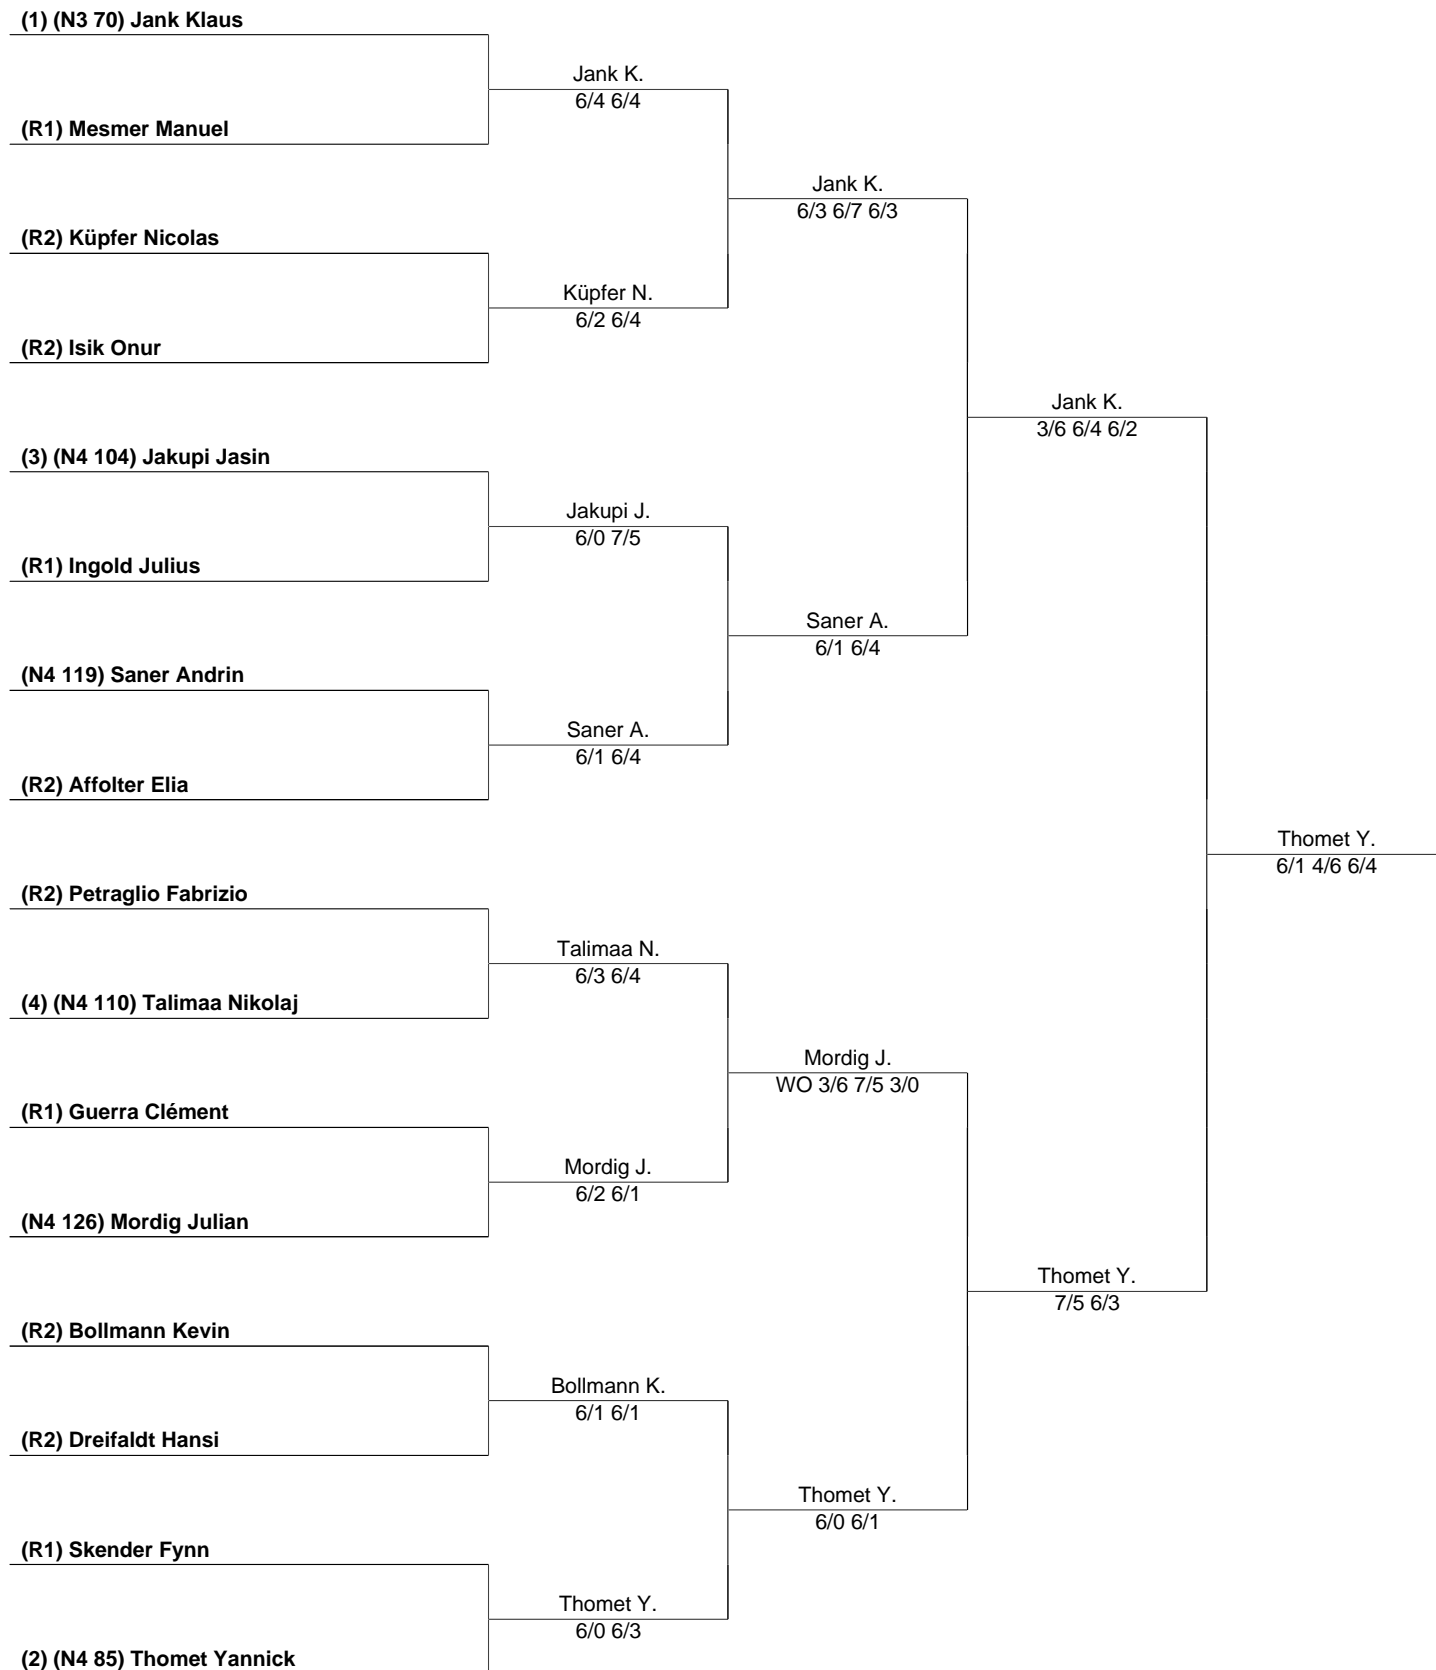 (1) (N3 70) Jank Klaus
Jank K.
6/4 6/4
(R1) Mesmer Manuel
Jank K.
6/3 6/7 6/3
(R2) Küpfer Nicolas
Küpfer N.
6/2 6/4
(R2) Isik Onur
Jank K.
3/6 6/4 6/2
(3) (N4 104) Jakupi Jasin
Jakupi J.
6/0 7/5
(R1) Ingold Julius
Saner A.
6/1 6/4
(N4 119) Saner Andrin
Saner A.
6/1 6/4
(R2) Affolter Elia
Thomet Y.
6/1 4/6 6/4
(R2) Petraglio Fabrizio
Talimaa N.
6/3 6/4
(4) (N4 110) Talimaa Nikolaj
Mordig J.
WO 3/6 7/5 3/0
(R1) Guerra Clément
Mordig J.
6/2 6/1
(N4 126) Mordig Julian
Thomet Y.
7/5 6/3
(R2) Bollmann Kevin
Bollmann K.
6/1 6/1
(R2) Dreifaldt Hansi
Thomet Y.
6/0 6/1
(R1) Skender Fynn
Thomet Y.
6/0 6/3
(2) (N4 85) Thomet Yannick